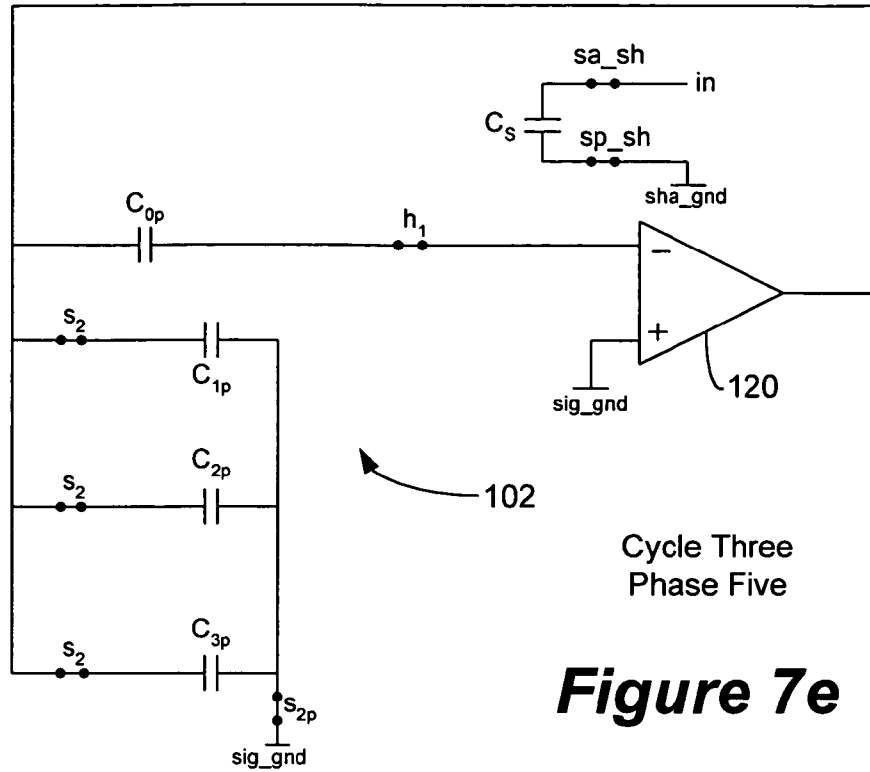 sa_sh
in
C_S
sp_sh
sha_gnd
C_0p
h_1
−
+
sig_gnd
120
s_2
C_1p
s_2
C_2p
102
s_2
C_3p
s_2p
sig_gnd
Cycle Three
Phase Five
Figure 7e